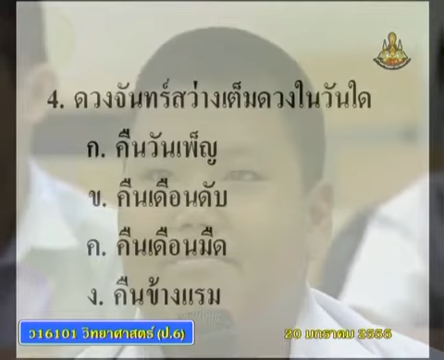 4. ดวงจันทร์สว่างเต็มดวงในวันใด
ก. คืนวันเพ็ญ
ข. คืนเดือนดับ
ค. คืนเดือนมืด
ง. คืนข้างแรม
ว16101 วิทยาศาสตร์ (ป.6)
20 มกราคม 2555